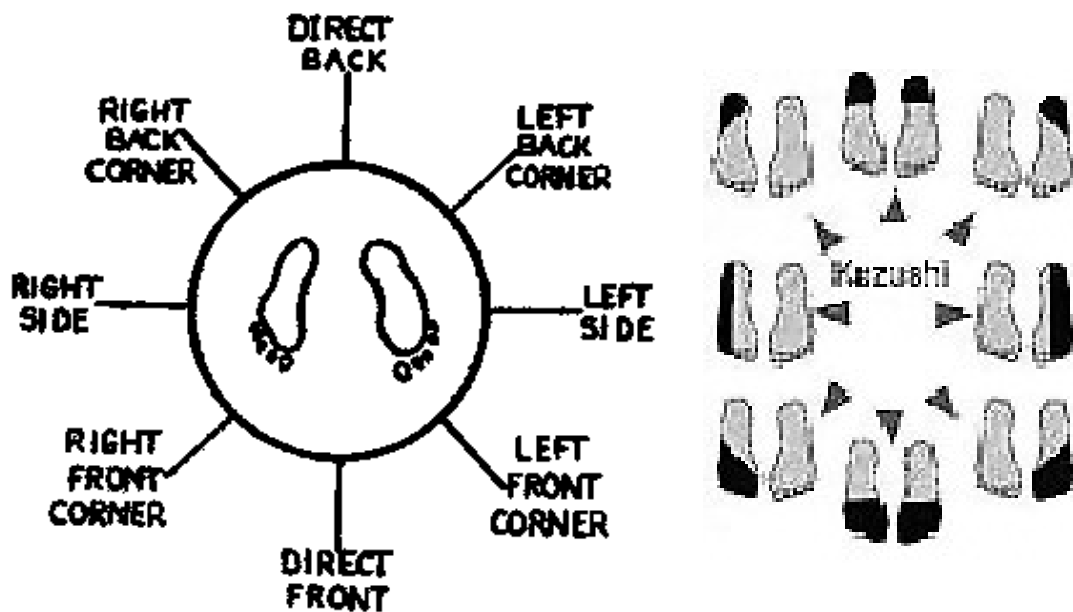 DIRECT
BACK
RIGHT
BACK
CORNER
LEFT
BACK
CORNER
RIGHT
SIDE
LEFT
SIDE
RIGHT
FRONT
CORNER
LEFT
FRONT
CORNER
DIRECT
FRONT
Kuzushi